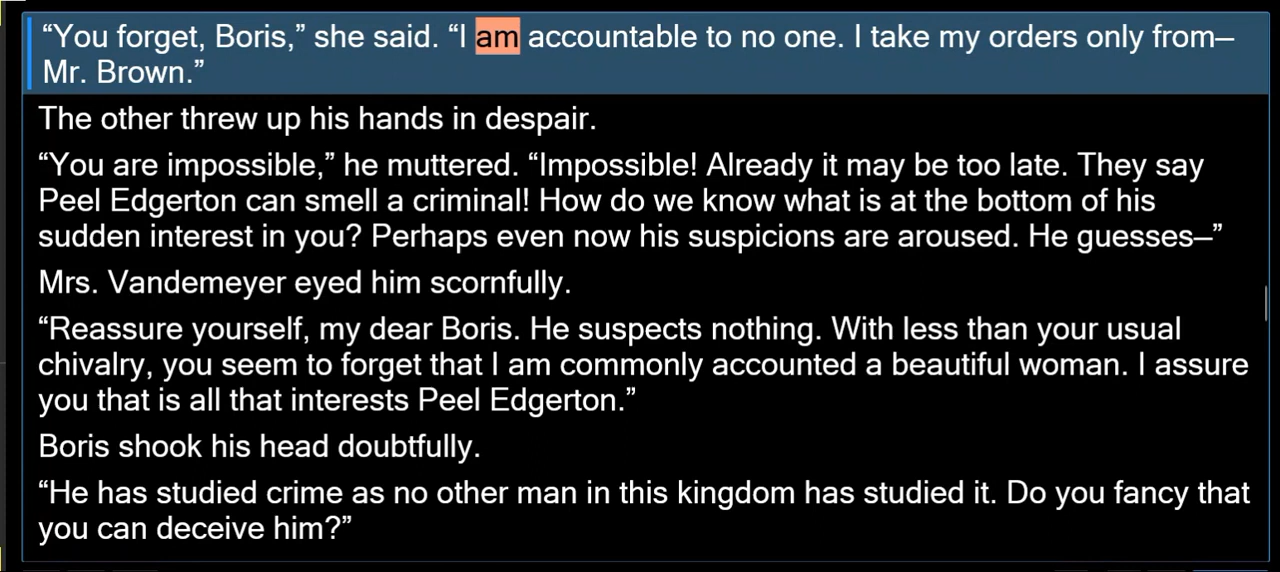 “You forget, Boris,” she said. “I am accountable to no one. I take my orders only from—
Mr. Brown.”
The other threw up his hands in despair.
“You are impossible,” he muttered. “Impossible! Already it may be too late. They say
Peel Edgerton can smell a criminal! How do we know what is at the bottom of his
sudden interest in you? Perhaps even now his suspicions are aroused. He guesses—”
Mrs. Vandemeyer eyed him scornfully.
“Reassure yourself, my dear Boris. He suspects nothing. With less than your usual
chivalry, you seem to forget that I am commonly accounted a beautiful woman. I assure
you that is all that interests Peel Edgerton.”
Boris shook his head doubtfully.
“He has studied crime as no other man in this kingdom has studied it. Do you fancy that
you can deceive him?”